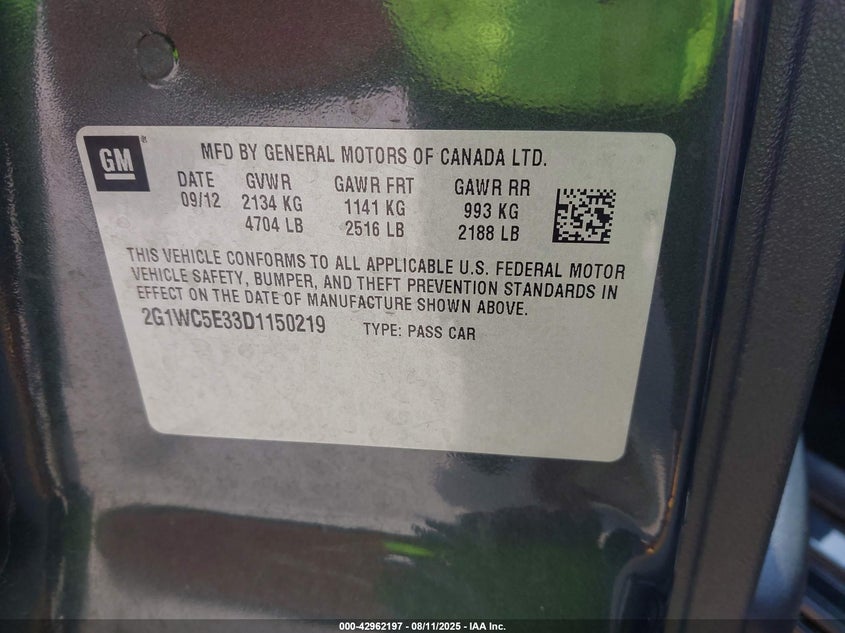 GM®
MFD BY GENERAL MOTORS OF CANADA LTD.
DATE GVWR GAWR FRT GAWR RR
09/12 2134 KG 1141 KG 993 KG
4704 LB 2516 LB 2188 LB
THIS VEHICLE CONFORMS TO ALL APPLICABLE U.S. FEDERAL MOTOR
VEHICLE SAFETY, BUMPER, AND THEFT PREVENTION STANDARDS IN
EFFECT ON THE DATE OF MANUFACTURE SHOWN ABOVE.
2G1WC5E33D1150219 TYPE: PASS CAR
000-42962197 - 08/11/2025 - IAA Inc.